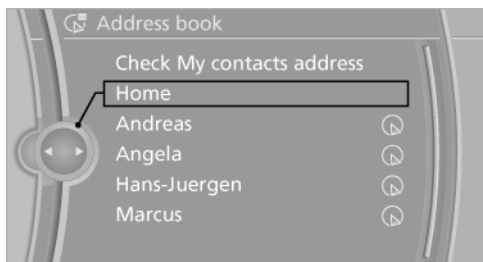 Address book
Check My contacts address
Home
Andreas
Angela
Hans-Juergen
Marcus